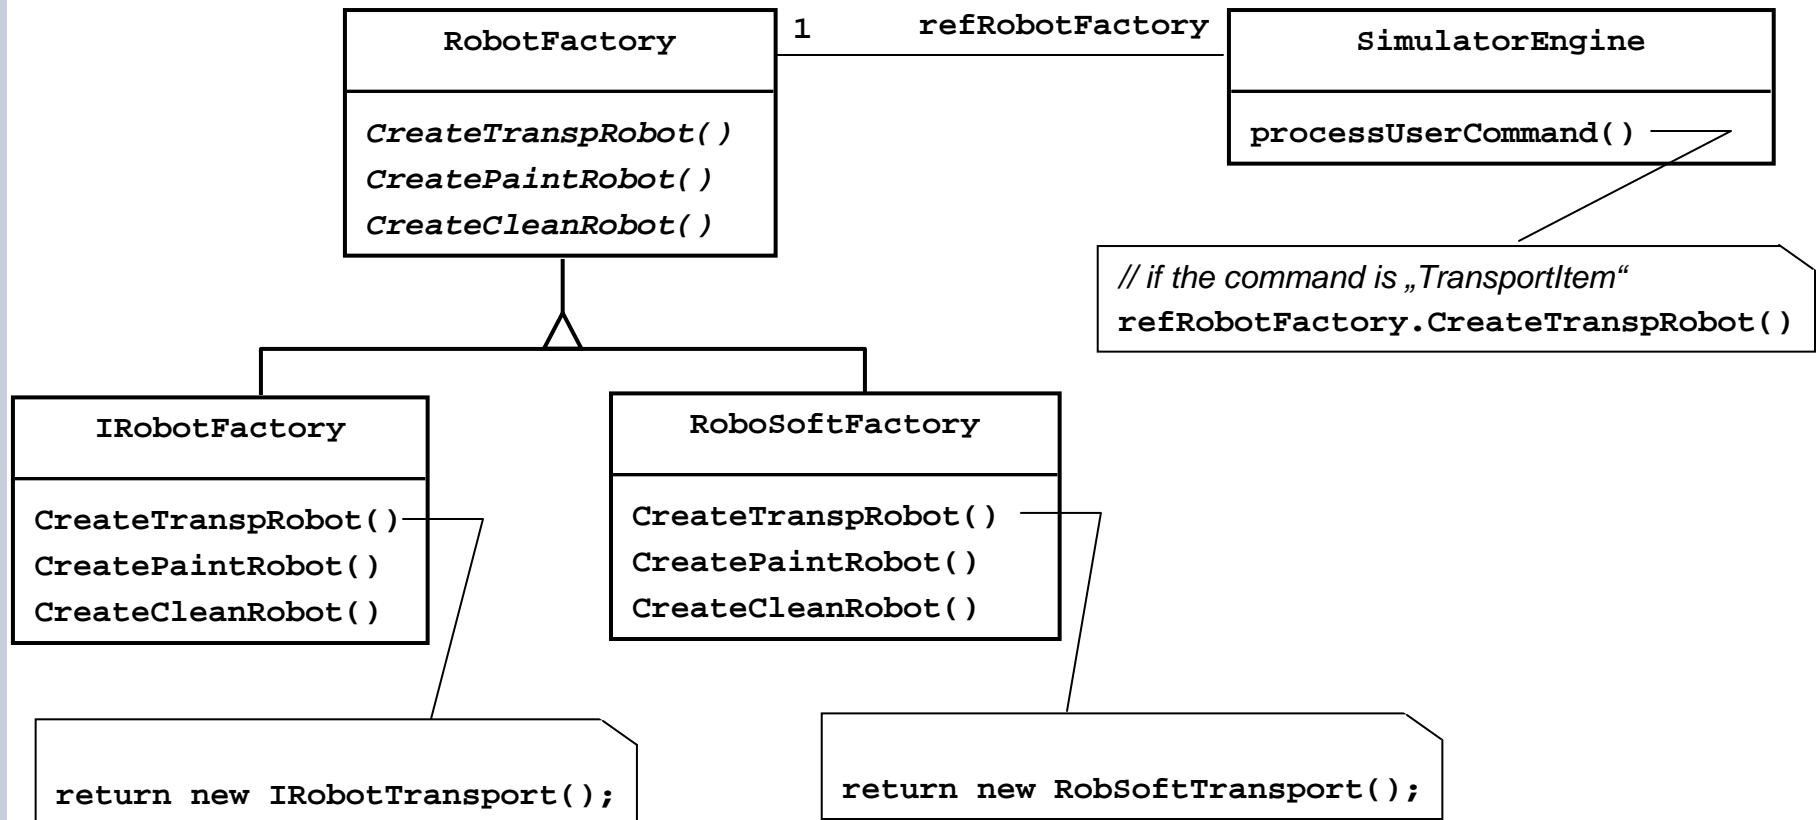 RobotFactory
CreateTranspRobot()
CreatePaintRobot()
CreateCleanRobot()
1
refRobotFactory
SimulatorEngine
processUserCommand()
// if the command is „TransportItem“
refRobotFactory.CreateTranspRobot()
IRobotFactory
CreateTranspRobot()
CreatePaintRobot()
CreateCleanRobot()
RoboSoftFactory
CreateTranspRobot()
CreatePaintRobot()
CreateCleanRobot()
return new IRobotTransport();
return new RobSoftTransport();